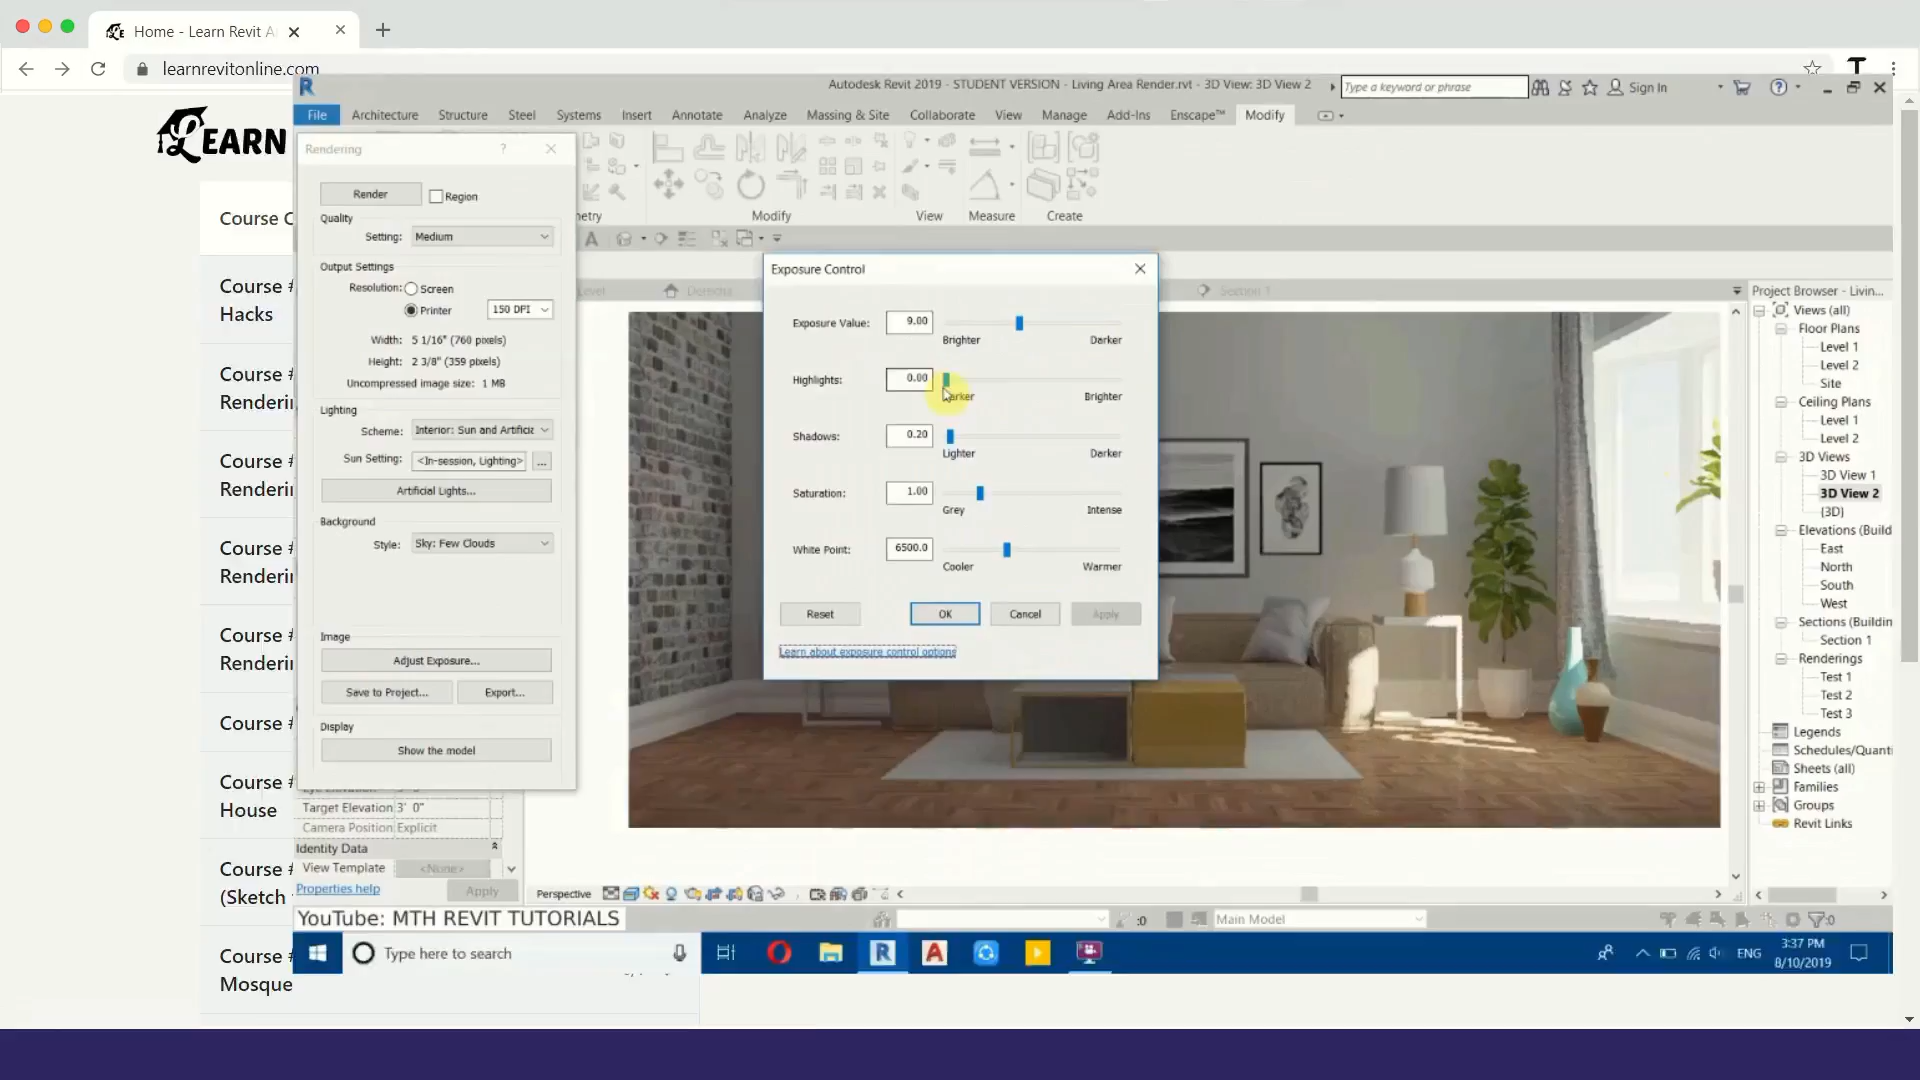 Home - Learn Revit A
learnrevitonline.com
LEARN
Course C
Course #
Hacks
Course #
Renderin
Course #
Renderin
Course #
Renderin
Course #
Renderin
Course #
Course #
House
Course #
(Sketch
Course #
Mosque
Autodesk Revit 2019 - STUDENT VERSION - Living Area Render.rvt - 3D View: 3D View 2
Type a keyword or phrase
Sign In
File Architecture Structure Steel Systems Insert Annotate Analyze Massing & Site Collaborate View Manage Add-Ins Enscape™ Modify
etry Modify View Measure Create
Rendering ?
Render Region
Quality
Setting: Medium
Output Settings
Resolution: Screen
Printer 150 DPI
Width: 5 1/16" (760 pixels)
Height: 2 3/8" (359 pixels)
Uncompressed image size: 1 MB
Lighting
Scheme: Interior: Sun and Artificia
Sun Setting: <In-session, Lighting> ...
Artificial Lights...
Background
Style: Sky: Few Clouds
Image
Adjust Exposure...
Save to Project... Export...
Display
Show the model
Target Elevation 3' 0"
Camera Position Explicit
Identity Data
View Template <None>
Properties help Apply
Level
Derecha
Section 1
Exposure Control
Exposure Value: 9.00
Brighter Darker
Highlights: 0.00
Darker Brighter
Shadows: 0.20
Lighter Darker
Saturation: 1.00
Grey Intense
White Point: 6500.0
Cooler Warmer
Reset OK Cancel Apply
Learn about exposure control options
Project Browser - Livin...
Views (all)
Floor Plans
Level 1
Level 2
Site
Ceiling Plans
Level 1
Level 2
3D Views
3D View 1
3D View 2
{3D}
Elevations (Build
East
North
South
West
Sections (Buildin
Section 1
Renderings
Test 1
Test 2
Test 3
Legends
Schedules/Quanti
Sheets (all)
Families
Groups
Revit Links
Perspective
YouTube: MTH REVIT TUTORIALS
:0
Main Model
:0
Type here to search
ENG
3:37 PM
8/10/2019